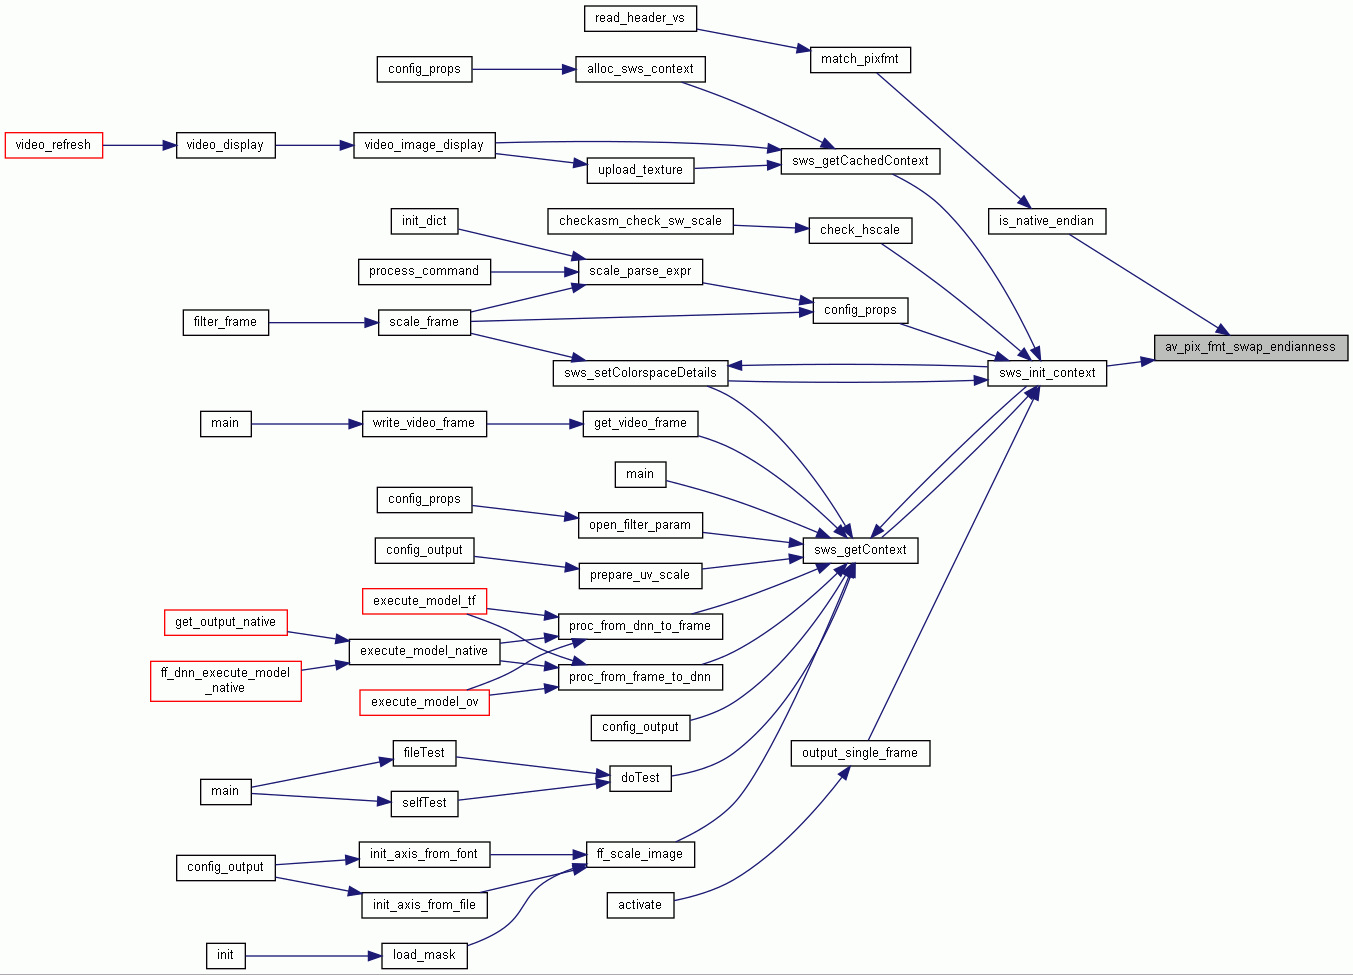 read_header_vs
match_pixfmt
config_props
alloc_sws_context
video_refresh
video_display
video_image_display
upload_texture
sws_getCachedContext
init_dict
checkasm_check_sw_scale
check_hscale
is_native_endian
process_command
scale_parse_expr
config_props
filter_frame
scale_frame
av_pix_fmt_swap_endianness
sws_setColorspaceDetails
sws_init_context
main
write_video_frame
get_video_frame
main
config_props
open_filter_param
config_output
sws_getContext
prepare_uv_scale
execute_model_tf
get_output_native
proc_from_dnn_to_frame
execute_model_native
ff_dnn_execute_model
_native
proc_from_frame_to_dnn
execute_model_ov
config_output
fileTest
output_single_frame
main
doTest
selfTest
init_axis_from_font
ff_scale_image
config_output
init_axis_from_file
activate
init
load_mask